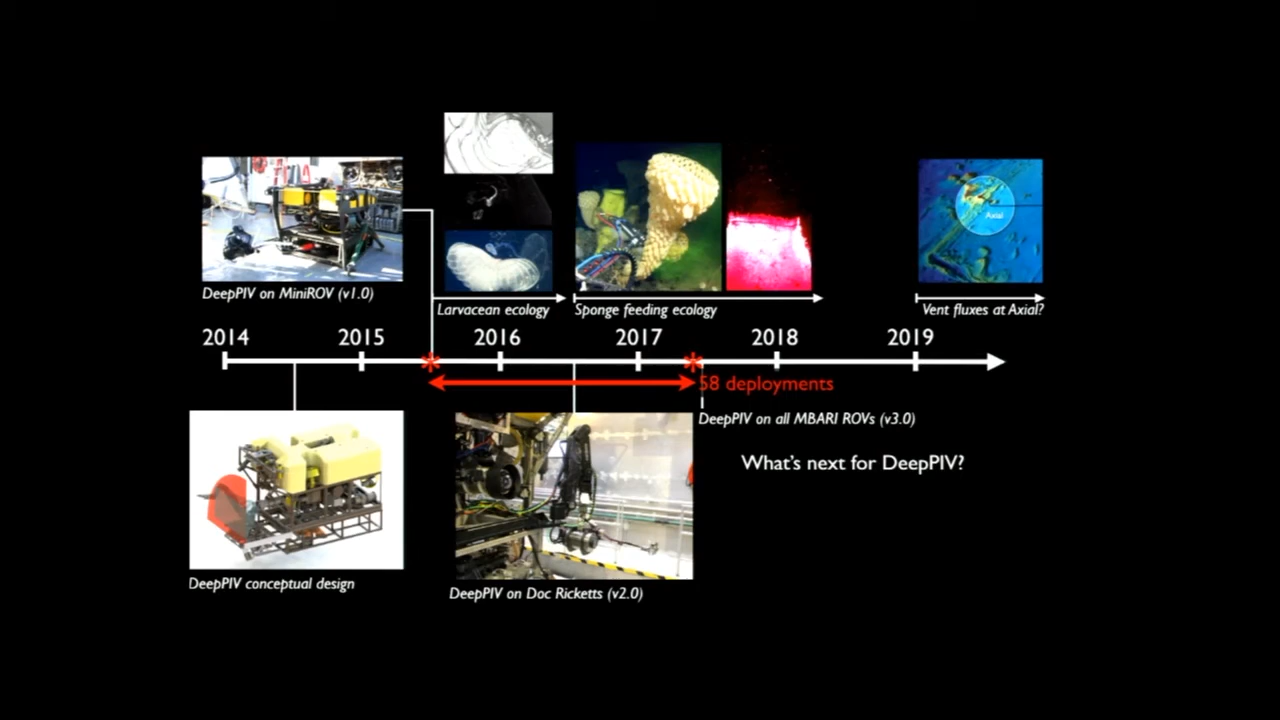 DeepPIV on MiniROV (v1.0)
Larvacean ecology
Sponge feeding ecology
Axial
Vent fluxes at Axial?
2014
2015
2016
2017
2018
2019
58 deployments
DeepPIV on all MBARI ROVs (v3.0)
What's next for DeepPIV?
DeepPIV conceptual design
DeepPIV on Doc Ricketts (v2.0)